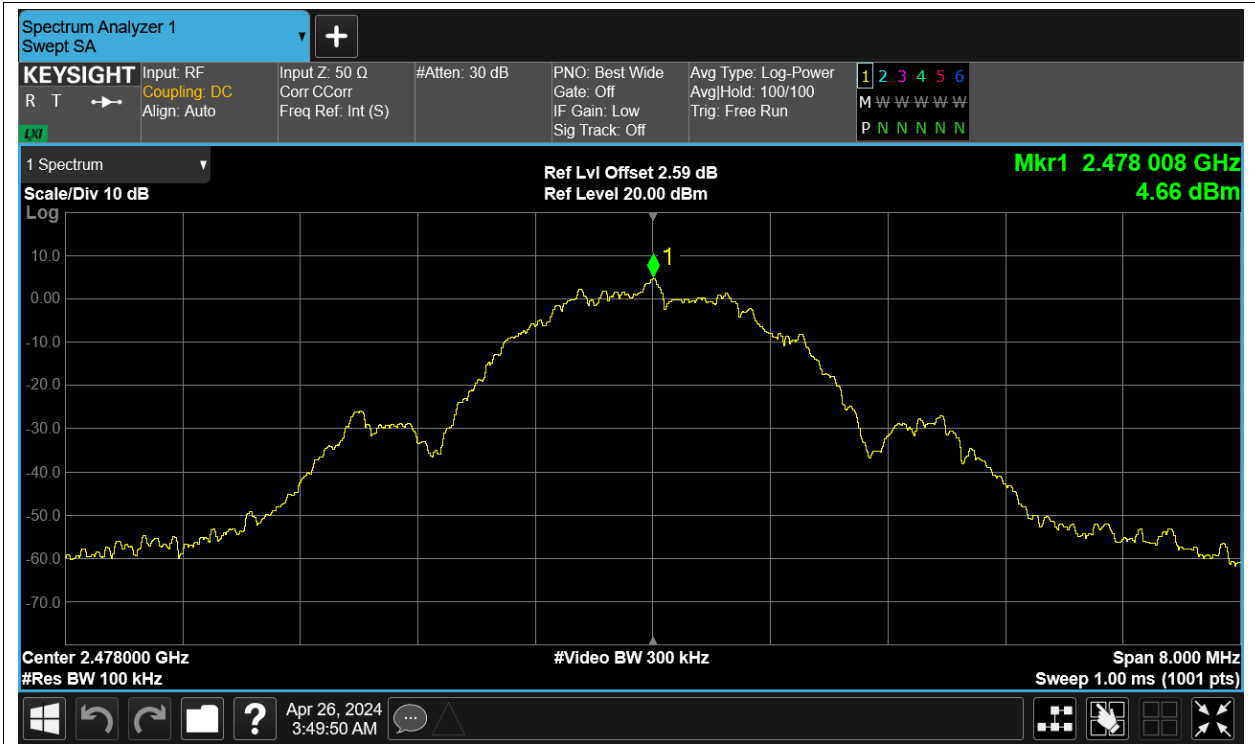 Spectrum Analyzer 1
Swept SA
KEYSIGHT
R T
LXI
Input: RF
Coupling: DC
Align: Auto
Input Z: 50 Ω
Corr CCorr
Freq Ref: Int (S)
#Atten: 30 dB
PNO: Best Wide
Gate: Off
IF Gain: Low
Sig Track: Off
Avg Type: Log-Power
Avg|Hold: 100/100
Trig: Free Run
1 2 3 4 5 6
M W W W W W
P N N N N N
1 Spectrum
Scale/Div 10 dB
Log
Ref Lvl Offset 2.59 dB
Ref Level 20.00 dBm
Mkr1 2.478 008 GHz
4.66 dBm
1
10.0
0.00
-10.0
-20.0
-30.0
-40.0
-50.0
-60.0
-70.0
Center 2.478000 GHz
#Res BW 100 kHz
#Video BW 300 kHz
Span 8.000 MHz
Sweep 1.00 ms (1001 pts)
?
Apr 26, 2024
3:49:50 AM